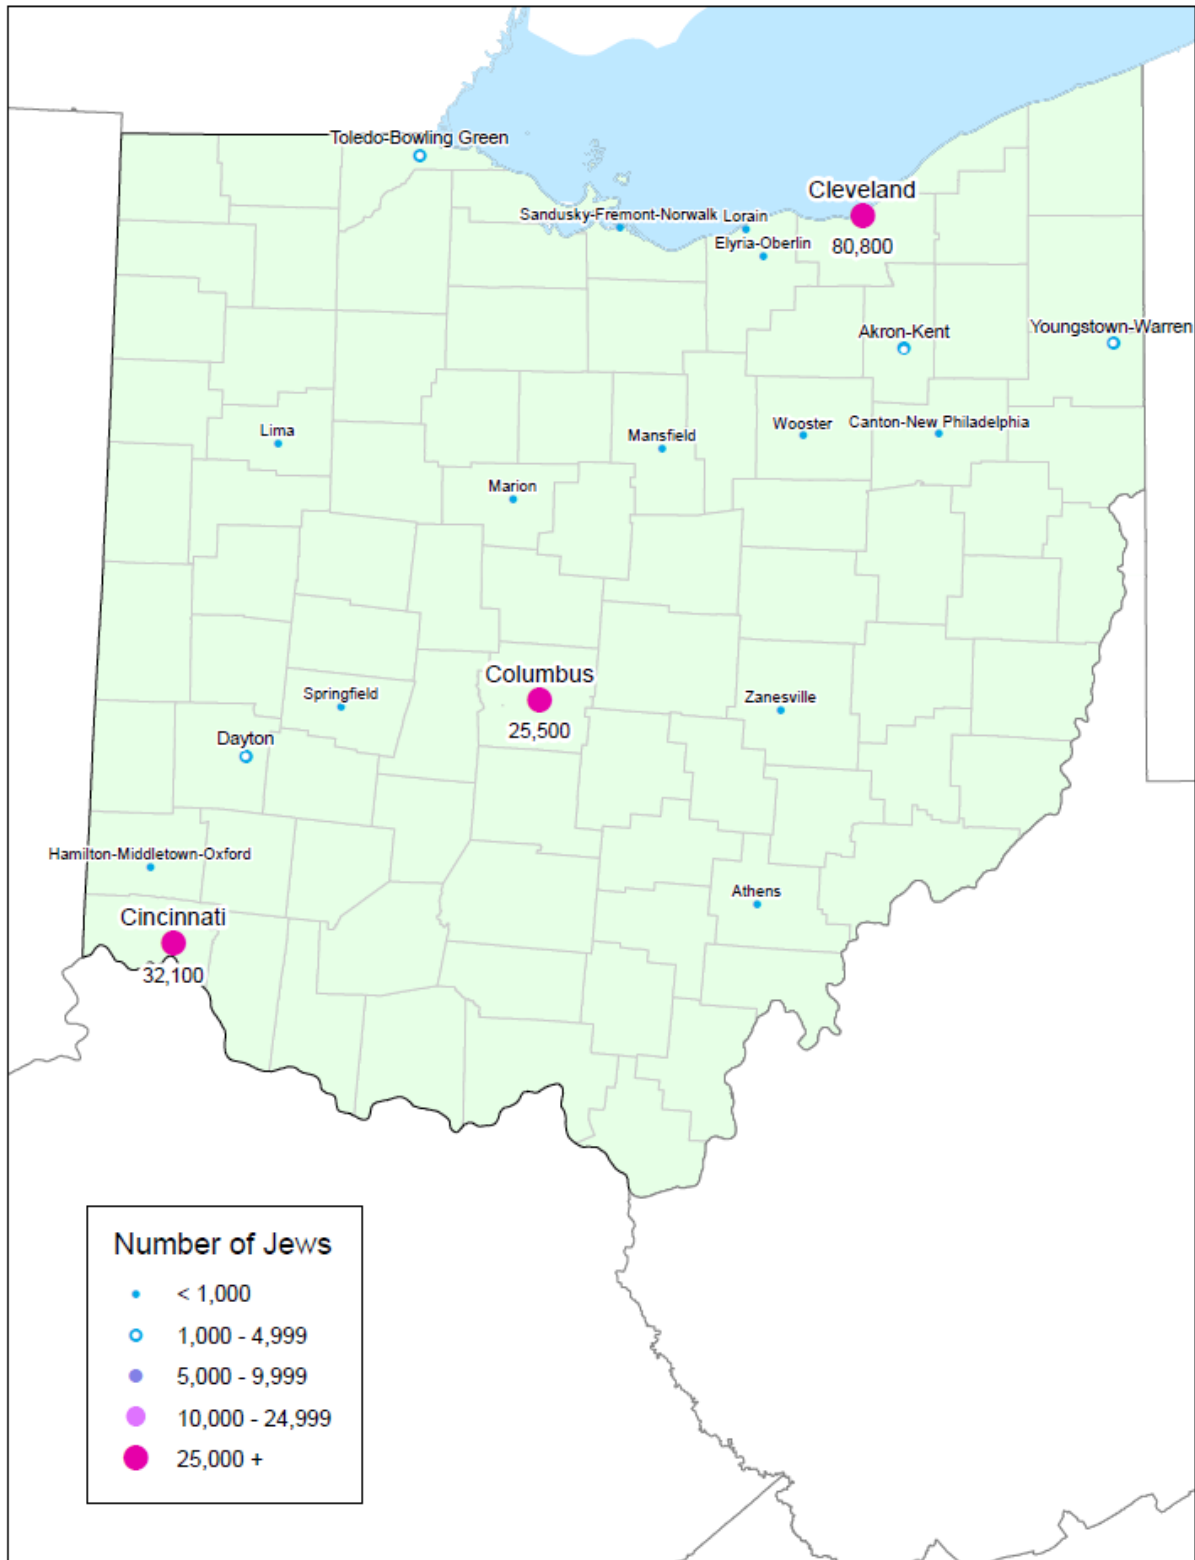 Toledo-Bowling Green
Cleveland
Sandusky-Fremont-Norwalk
Lorain
Elyria-Oberlin
80,800
Akron-Kent
Youngstown-Warren
Lima
Mansfield
Wooster
Canton-New Philadelphia
Marion
Columbus
25,500
Springfield
Zanesville
Dayton
Hamilton-Middletown-Oxford
Athens
Cincinnati
32,100
Number of Jews
< 1,000
1,000 - 4,999
5,000 - 9,999
10,000 - 24,999
25,000 +